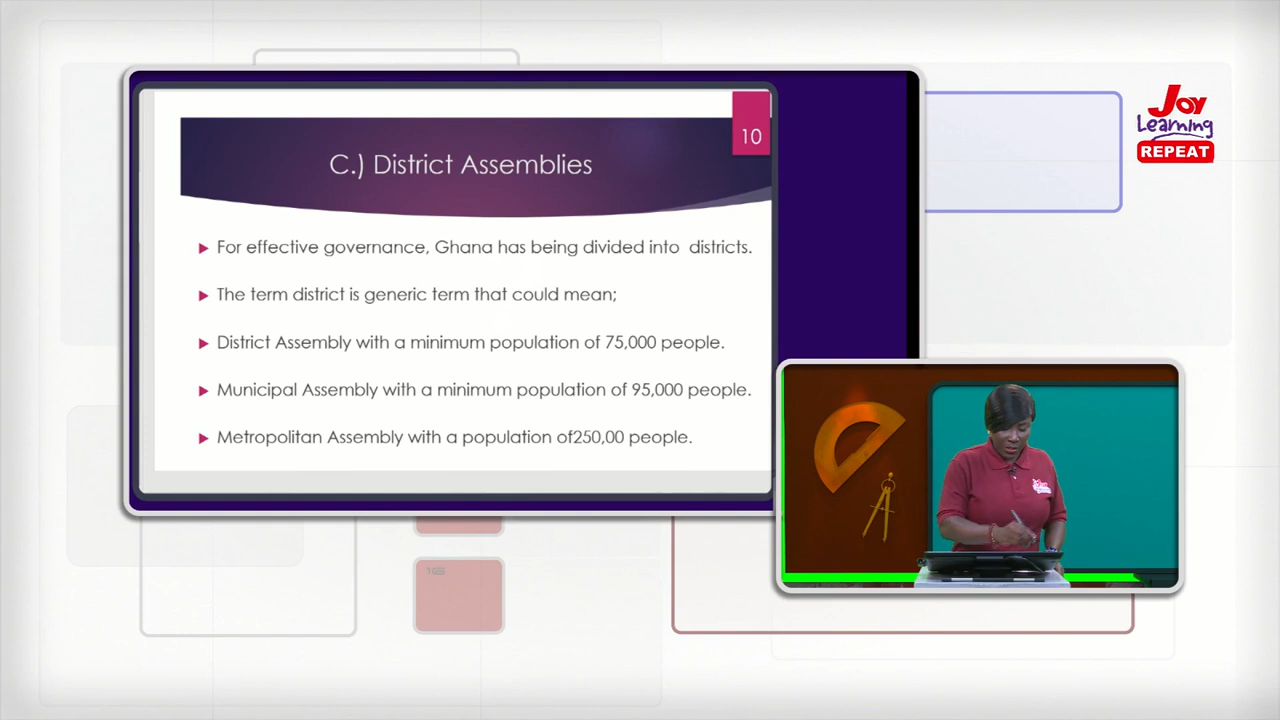 10
C.) District Assemblies
For effective governance, Ghana has being divided into districts.
The term district is generic term that could mean;
District Assembly with a minimum population of 75,000 people.
Municipal Assembly with a minimum population of 95,000 people.
Metropolitan Assembly with a population of250,00 people.
Joy
Learning
REPEAT